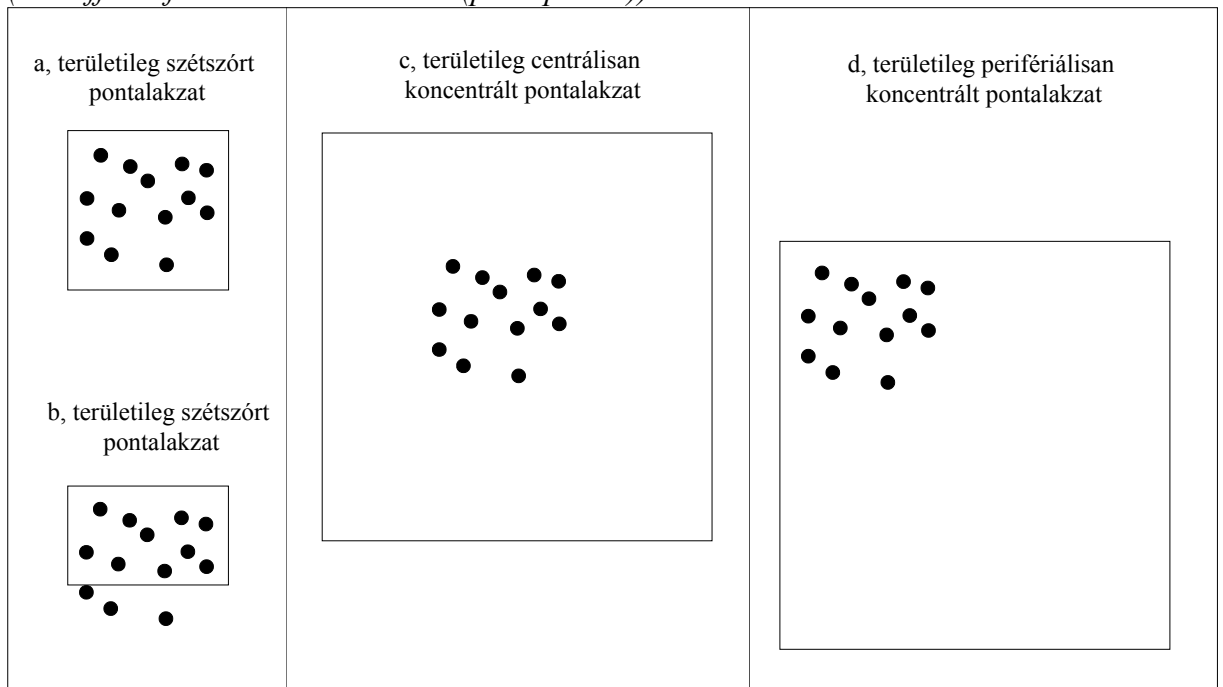 a, területileg szétszórt
pontalakzat
b, területileg szétszórt
pontalakzat
c, területileg centrálisan
koncentrált pontalakzat
d, területileg perifériálisan
koncentrált pontalakzat